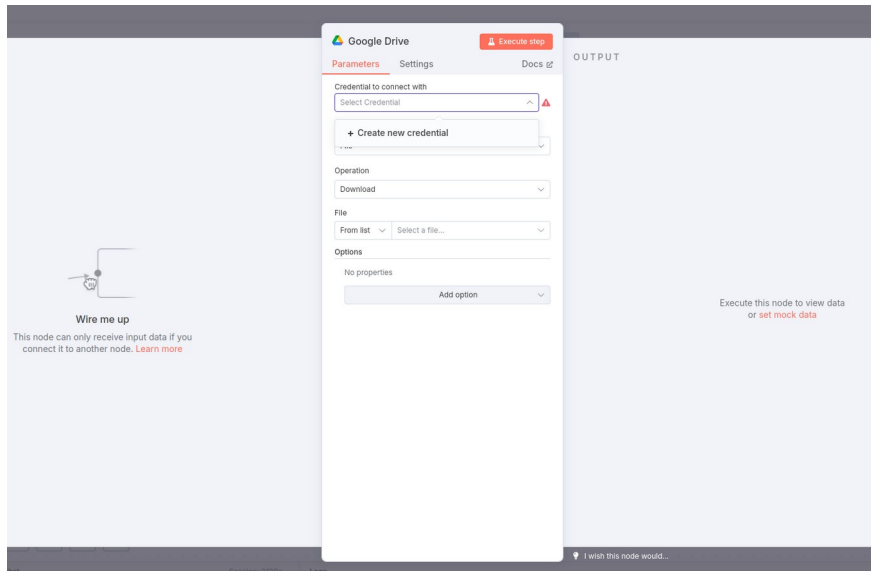 Google Drive
Execute step
Parameters
Settings
Docs
Credential to connect with
Select Credential
+ Create new credential
Operation
Download
File
From list
Select a file...
Options
No properties
Add option
Wire me up
This node can only receive input data if you
connect it to another node. Learn more
OUTPUT
Execute this node to view data
or set mock data
I wish this node would...